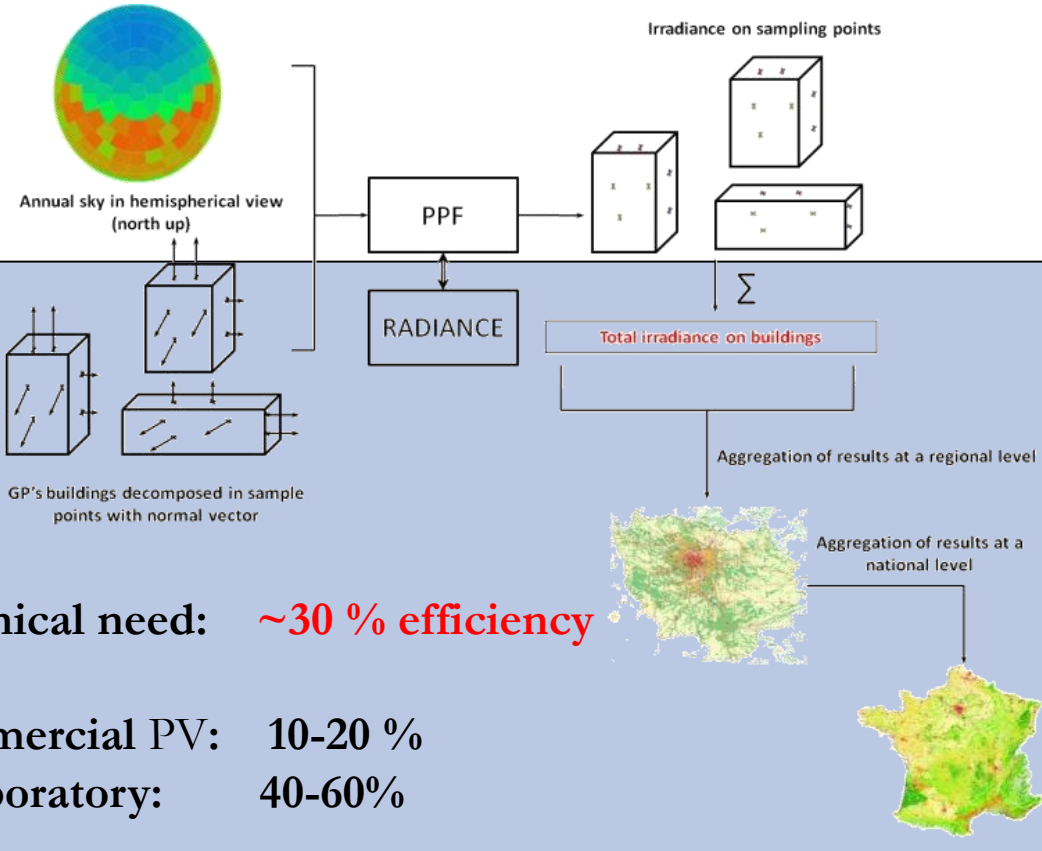 Irradiance on sampling points
Annual sky in hemispherical view
(north up)
PPF
RADIANCE
∑
Total irradiance on buildings
GP's buildings decomposed in sample
points with normal vector
Aggregation of results at a regional level
Aggregation of results at a
national level
nical need: ~30 % efficiency
mercial PV: 10-20 %
poratory: 40-60%